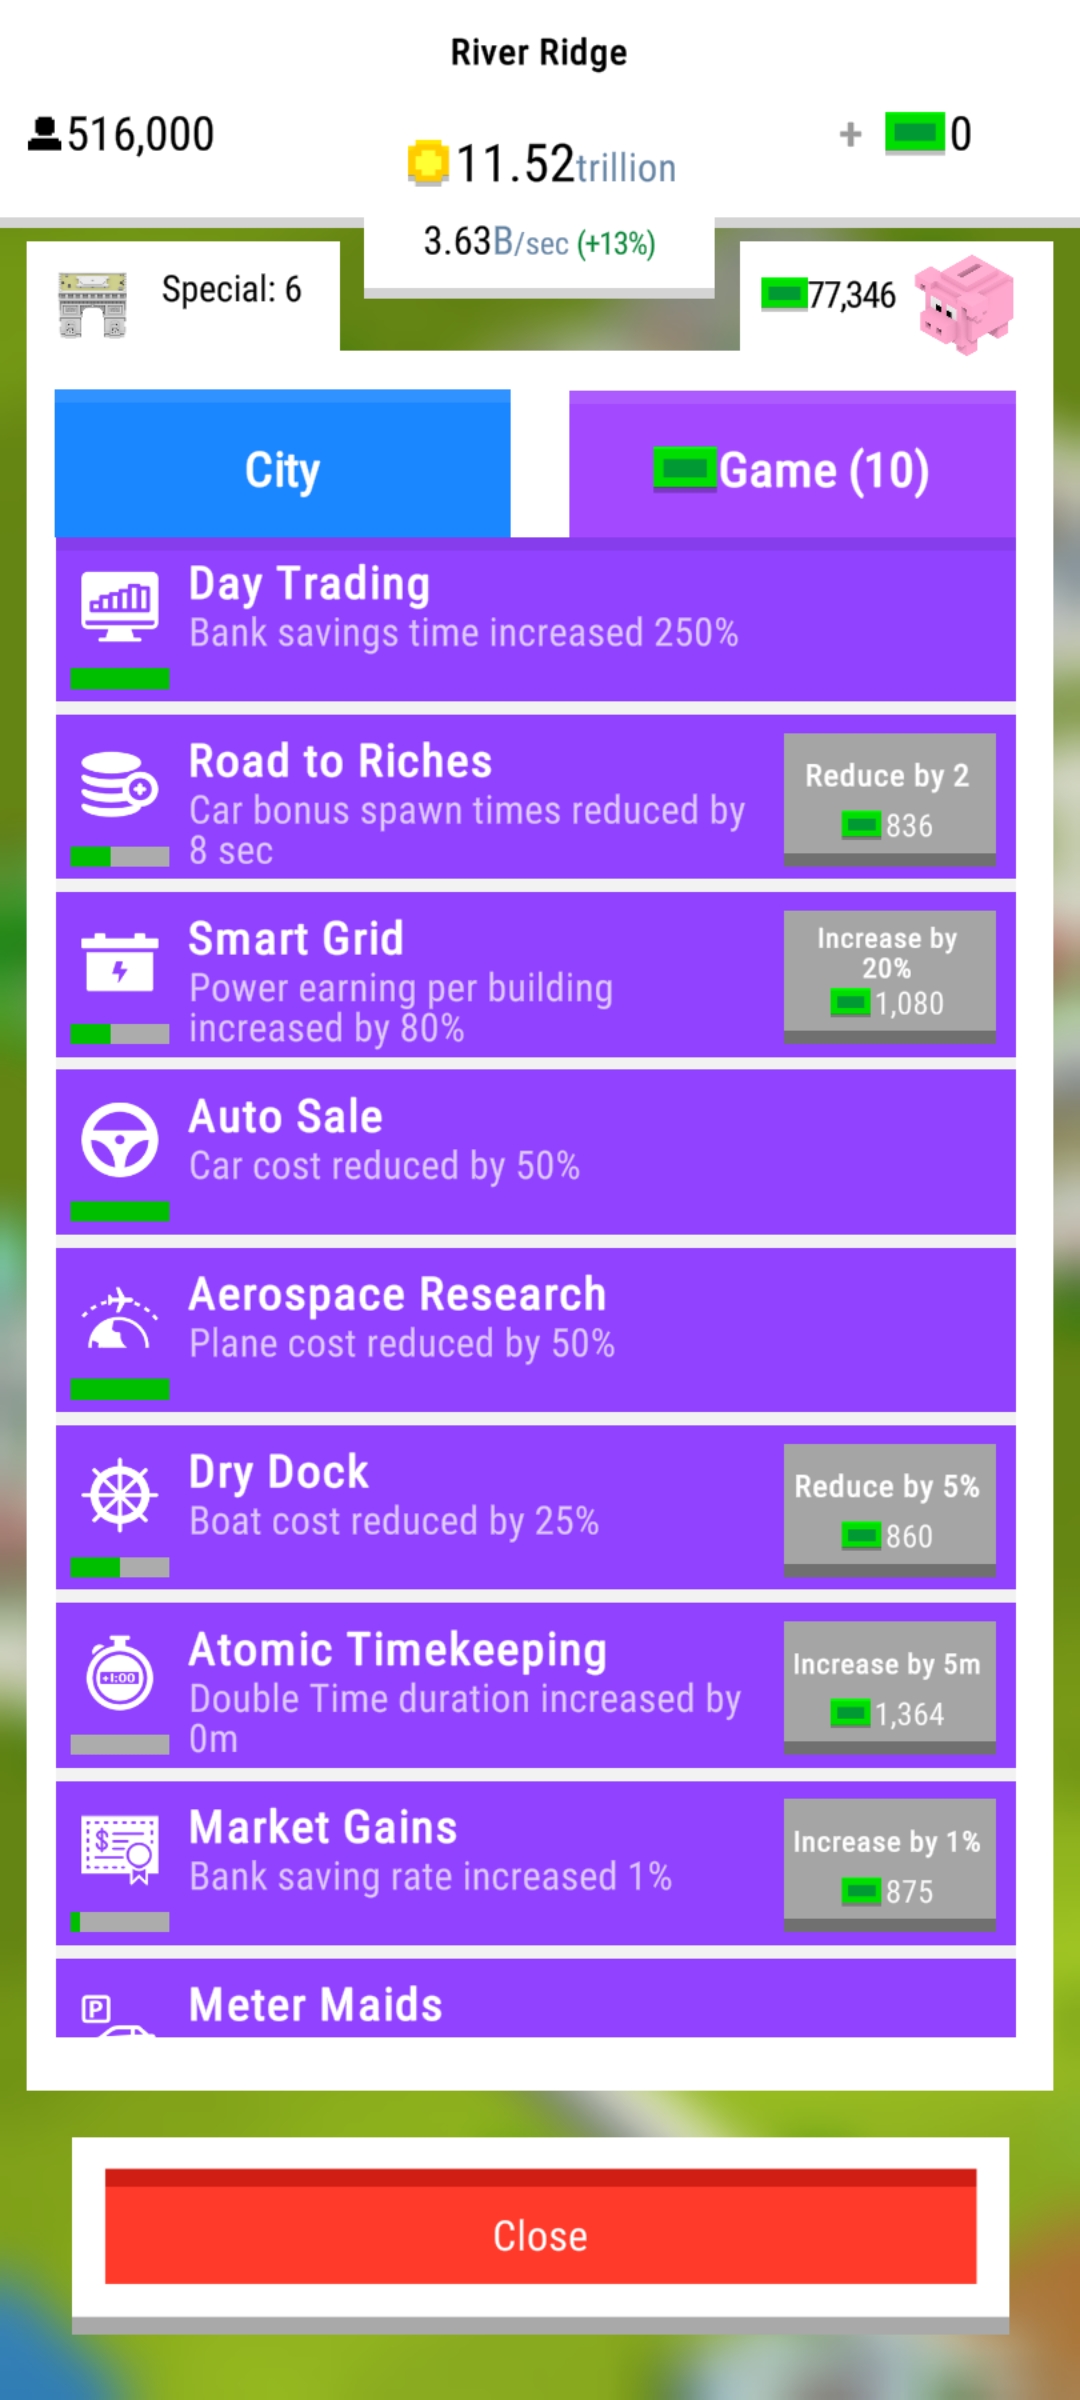 River Ridge
516,000
11.52trillion
+ 0
3.63B/sec (+13%)
Special: 6
77,346
City
Game (10)
Day Trading
Bank savings time increased 250%
Road to Riches
Car bonus spawn times reduced by
8 sec
Reduce by 2
836
Smart Grid
Power earning per building
increased by 80%
Increase by
20%
1,080
Auto Sale
Car cost reduced by 50%
Aerospace Research
Plane cost reduced by 50%
Dry Dock
Boat cost reduced by 25%
Reduce by 5%
860
+1:00
Atomic Timekeeping
Double Time duration increased by
0m
Increase by 5m
1,364
$
Market Gains
Bank saving rate increased 1%
Increase by 1%
875
P
Meter Maids
Close